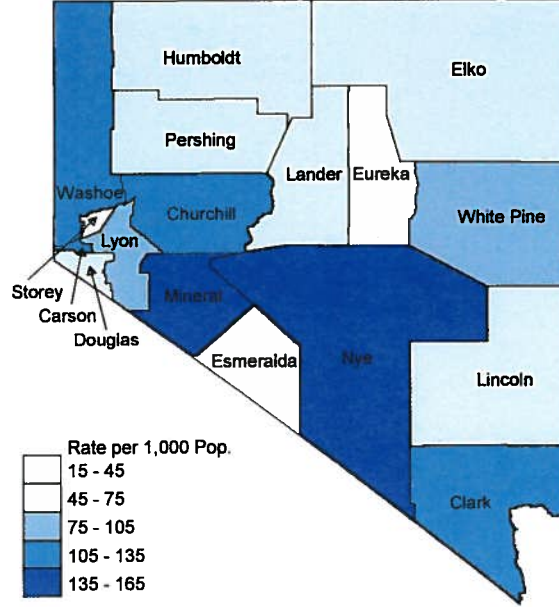 Humboldt
Elko
Pershing
Lander
Eureka
Washoe
Churchill
White Pine
Lyon
Storey
Carson
Douglas
Mineral
Esmeralda
Nye
Lincoln
Clark
Rate per 1,000 Pop.
15 - 45
45 - 75
75 - 105
105 - 135
135 - 165